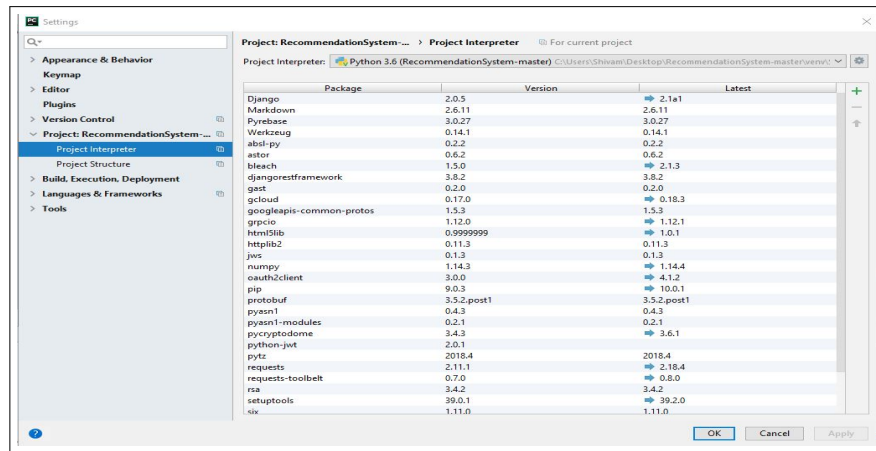 PC Settings
Project: RecommendationSystem-... › Project Interpreter For current project
Appearance & Behavior
Keymap
Editor
Plugins
Version Control
Project: RecommendationSystem-...
Project Interpreter
Project Structure
Build, Execution, Deployment
Languages & Frameworks
Tools
Project Interpreter: Python 3.6 (RecommendationSystem-master) C:\Users\Shivam\Desktop\RecommendationSystem-master\venv\
Package Version Latest
Django 2.0.5 2.1a1
Markdown 2.6.11 2.6.11
Pyrebase 3.0.27 3.0.27
Werkzeug 0.14.1 0.14.1
absl-py 0.2.2 0.2.2
astor 0.6.2 0.6.2
bleach 1.5.0 2.1.3
djangorestframework 3.8.2 3.8.2
gast 0.2.0 0.2.0
gcloud 0.17.0 0.18.3
googleapis-common-protos 1.5.3 1.5.3
grpcio 1.12.0 1.12.1
html5lib 0.9999999 1.0.1
httplib2 0.11.3 0.11.3
jws 0.1.3 0.1.3
numpy 1.14.3 1.14.4
oauth2client 3.0.0 4.1.2
pip 9.0.3 10.0.1
protobuf 3.5.2.post1 3.5.2.post1
pyasn1 0.4.3 0.4.3
pyasn1-modules 0.2.1 0.2.1
pycryptodome 3.4.3 3.6.1
python-jwt 2.0.1
pytz 2018.4 2018.4
requests 2.11.1 2.18.4
requests-toolbelt 0.7.0 0.8.0
rsa 3.4.2 3.4.2
setuptools 39.0.1 39.2.0
six 1.11.0 1.11.0
OK Cancel Apply